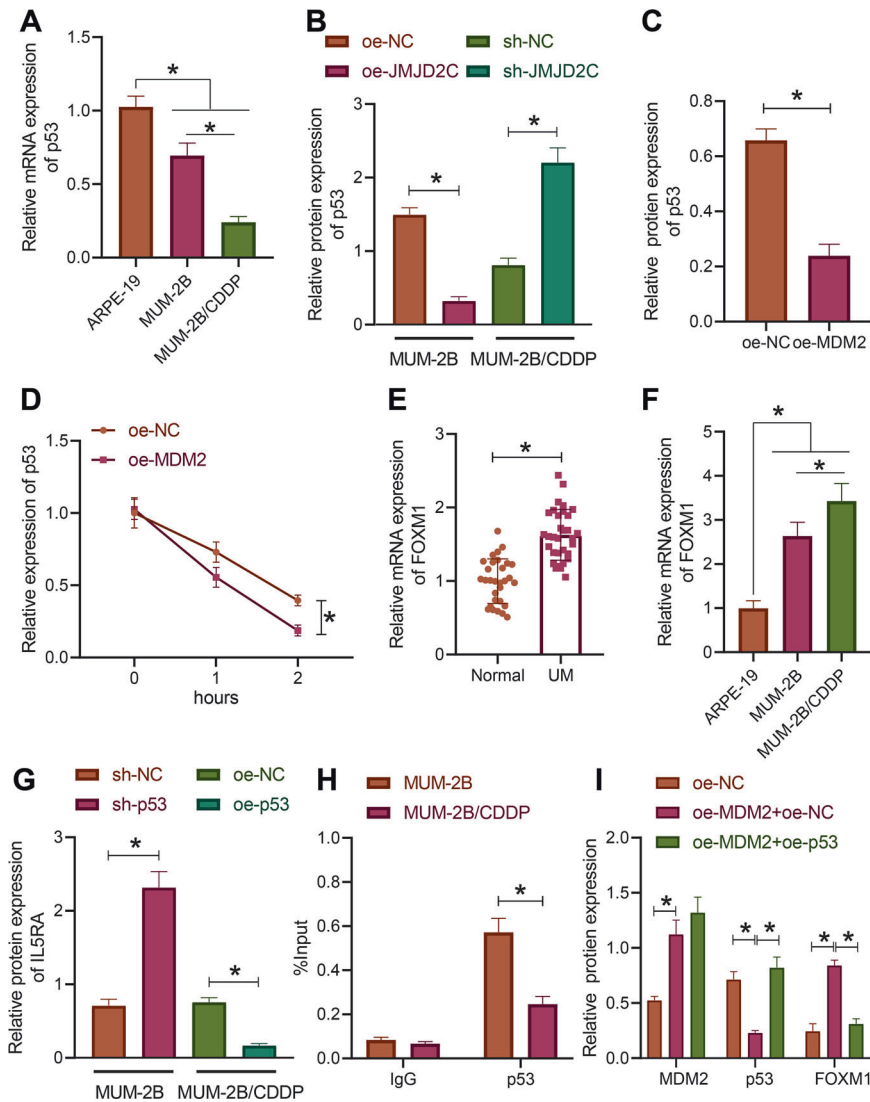 A
Relative mRNA expression
of p53
1.5
1.0
0.5
0.0
*
*
ARPE-19
MUM-2B
MUM-2B/CDDP
B
oe-NC
sh-NC
oe-JMJD2C
sh-JMJD2C
Relative protein expression
of p53
3
2
1
0
*
*
MUM-2B
MUM-2B/CDDP
C
Relative protien expression
of p53
0.8
0.6
0.4
0.2
0.0
*
oe-NC
oe-MDM2
D
oe-NC
oe-MDM2
Relative expression of p53
1.5
1.0
0.5
0.0
*
0
1
2
hours
E
Relative mRNA expression
of FOXM1
3
2
1
0
*
Normal
UM
F
Relative mRNA expression
of FOXM1
5
4
3
2
1
0
*
*
ARPE-19
MUM-2B
MUM-2B/CDDP
G
sh-NC
oe-NC
sh-p53
oe-p53
Relative protein expression
of IL5RA
3
2
1
0
*
*
MUM-2B
MUM-2B/CDDP
H
MUM-2B
MUM-2B/CDDP
%Input
1.0
0.8
0.6
0.4
0.2
0.0
*
IgG
p53
I
oe-NC
oe-MDM2+oe-NC
oe-MDM2+oe-p53
Relative protien expression
2.0
1.5
1.0
0.5
0.0
*
*
*
*
*
MDM2
p53
FOXM1